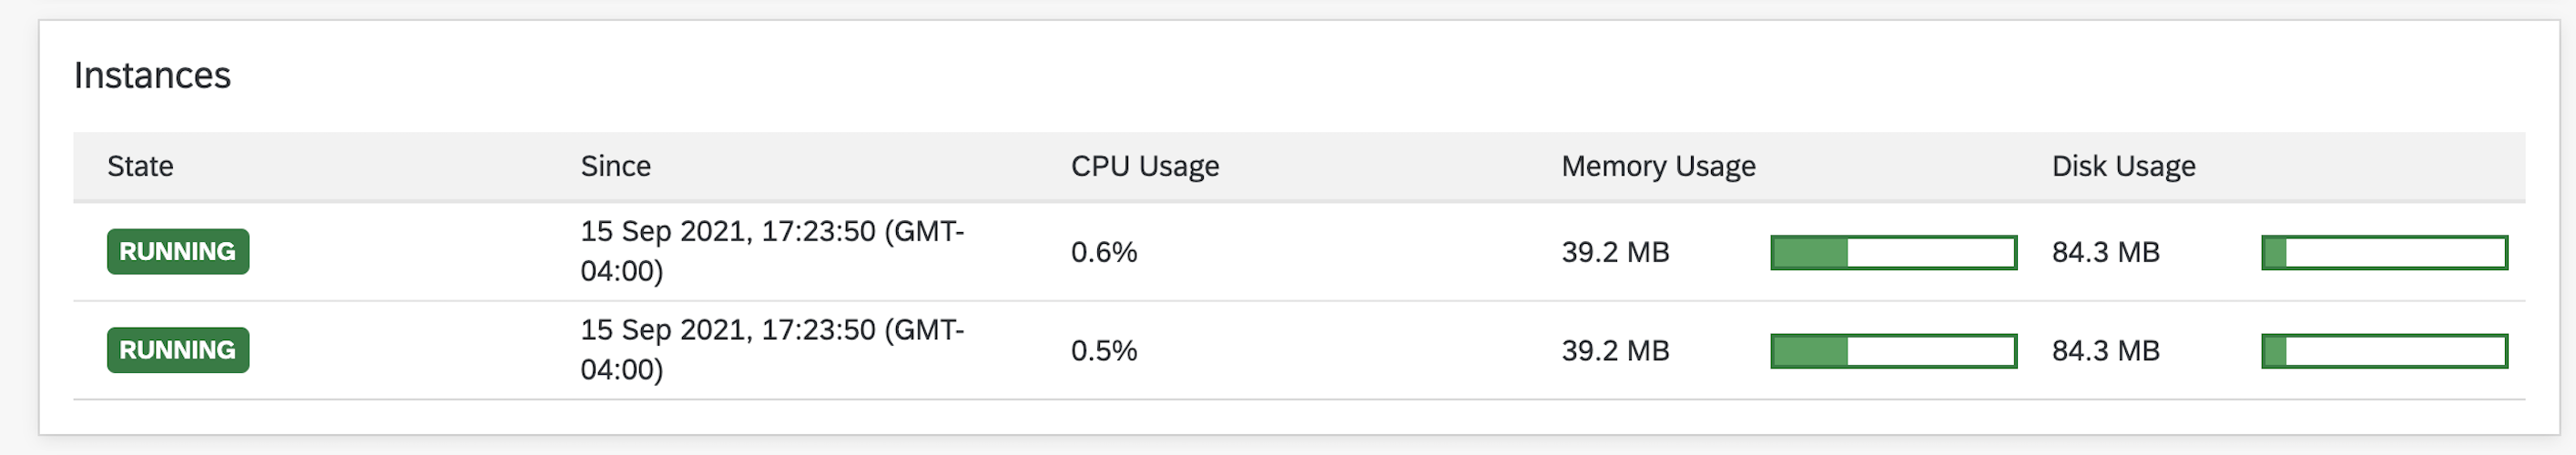 Instances
State Since CPU Usage Memory Usage Disk Usage
RUNNING 15 Sep 2021, 17:23:50 (GMT-
04:00) 0.6% 39.2 MB 84.3 MB
RUNNING 15 Sep 2021, 17:23:50 (GMT-
04:00) 0.5% 39.2 MB 84.3 MB